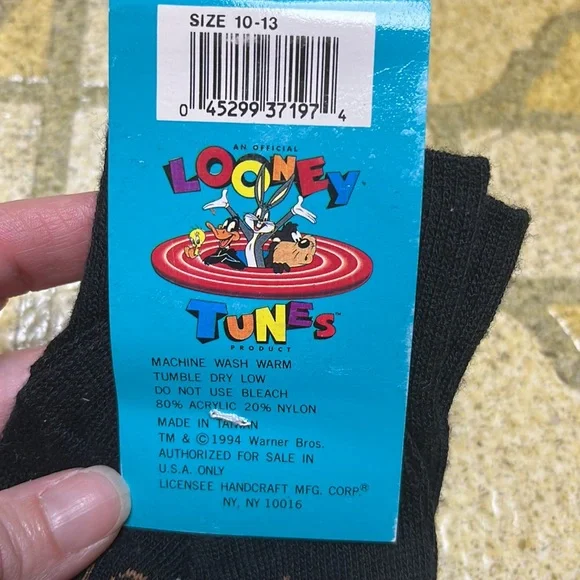 SIZE 10-13
0 45299 37197 4
AN OFFICIAL
LOONEY
TUNES
PRODUCT
MACHINE WASH WARM
TUMBLE DRY LOW
DO NOT USE BLEACH
80% ACRYLIC 20% NYLON
MADE IN TAIWAN
TM & ©1994 Warner Bros.
AUTHORIZED FOR SALE IN
U.S.A. ONLY
LICENSEE HANDCRAFT MFG. CORP®
NY, NY 10016